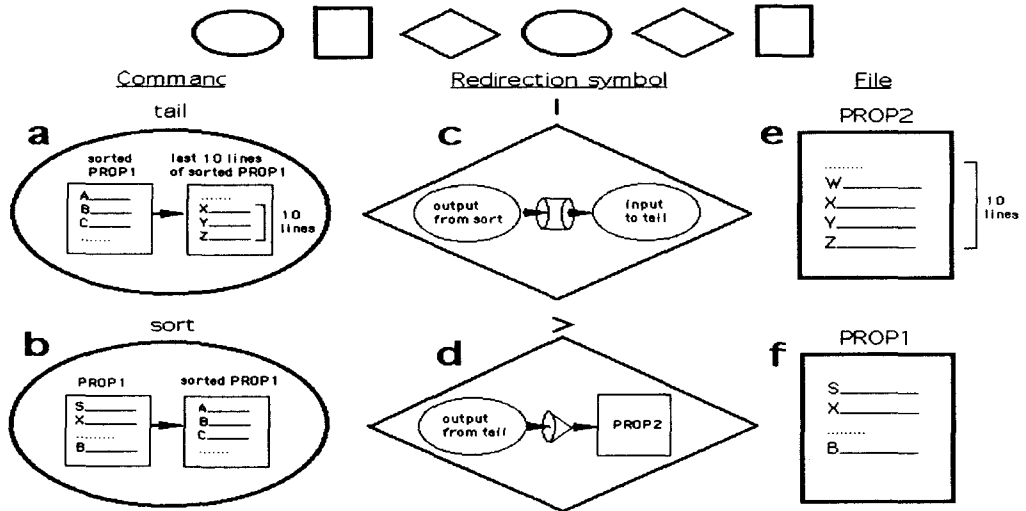 Commanc
Redirection symbol
File
tail
|
PROP2
a
sorted
PROP1
A
B
C
........
last 10 lines
of sorted PROP1
........
X
Y
Z
10
lines
c
output
from sort
input
to tail
e
........
W
X
Y
Z
10
lines
sort
>
PROP1
b
PROP1
S
X
..........
B
sorted PROP1
A
B
C
........
d
output
from tail
PROP2
f
S
X
..........
B